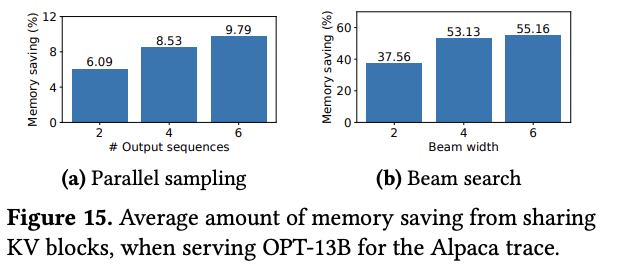 Memory saving (%)
12
8
4
0
6.09
8.53
9.79
2 4 6
# Output sequences
(a) Parallel sampling
Memory saving (%)
60
40
20
0
37.56
53.13
55.16
2 4 6
Beam width
(b) Beam search
Figure 15. Average amount of memory saving from sharing
KV blocks, when serving OPT-13B for the Alpaca trace.